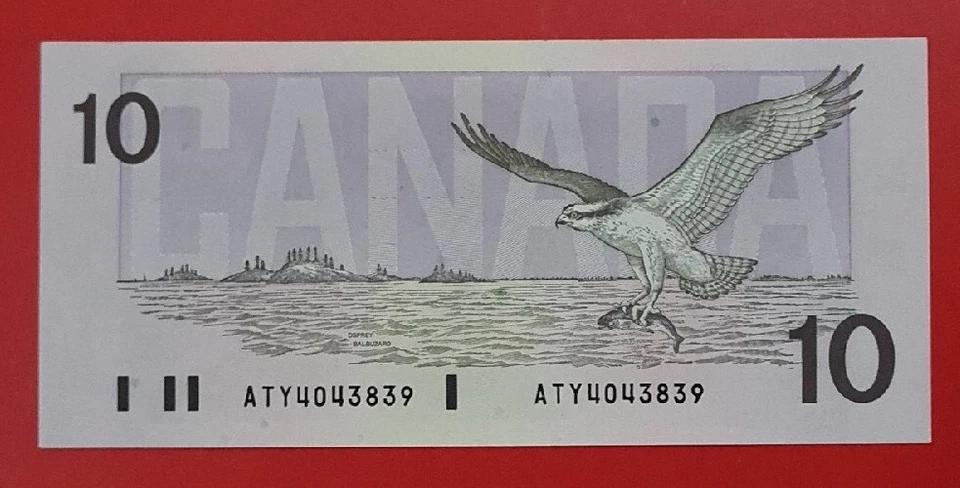 CANADA
10
OSPREY
BALBUZARD
10
ATY4043839
ATY4043839